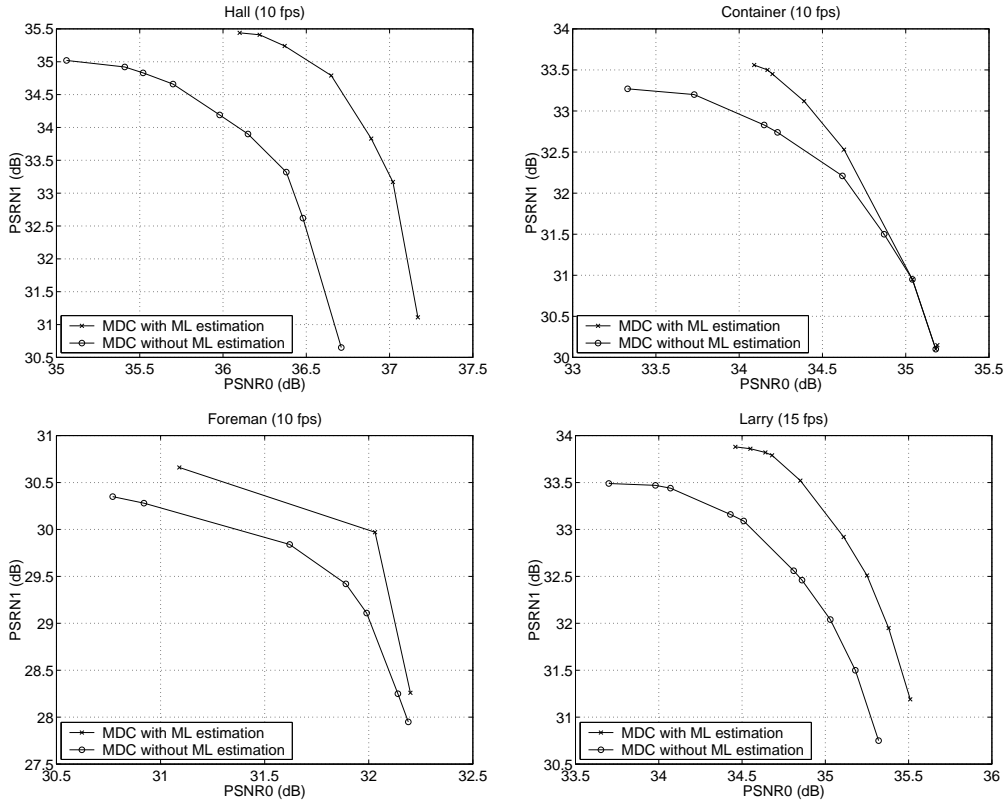 Hall (10 fps)
35.5
35
34.5
34
33.5
33
32.5
32
31.5
31
30.5
PSRN1 (dB)
MDC with ML estimation
MDC without ML estimation
35
35.5
36
36.5
37
37.5
PSNR0 (dB)
Container (10 fps)
34
33.5
33
32.5
32
31.5
31
30.5
30
PSRN1 (dB)
MDC with ML estimation
MDC without ML estimation
33
33.5
34
34.5
35
35.5
PSNR0 (dB)
Foreman (10 fps)
31
30.5
30
29.5
29
28.5
28
27.5
PSRN1 (dB)
MDC with ML estimation
MDC without ML estimation
30.5
31
31.5
32
32.5
PSNR0 (dB)
Larry (15 fps)
34
33.5
33
32.5
32
31.5
31
30.5
PSRN1 (dB)
MDC with ML estimation
MDC without ML estimation
33.5
34
34.5
35
35.5
36
PSNR0 (dB)